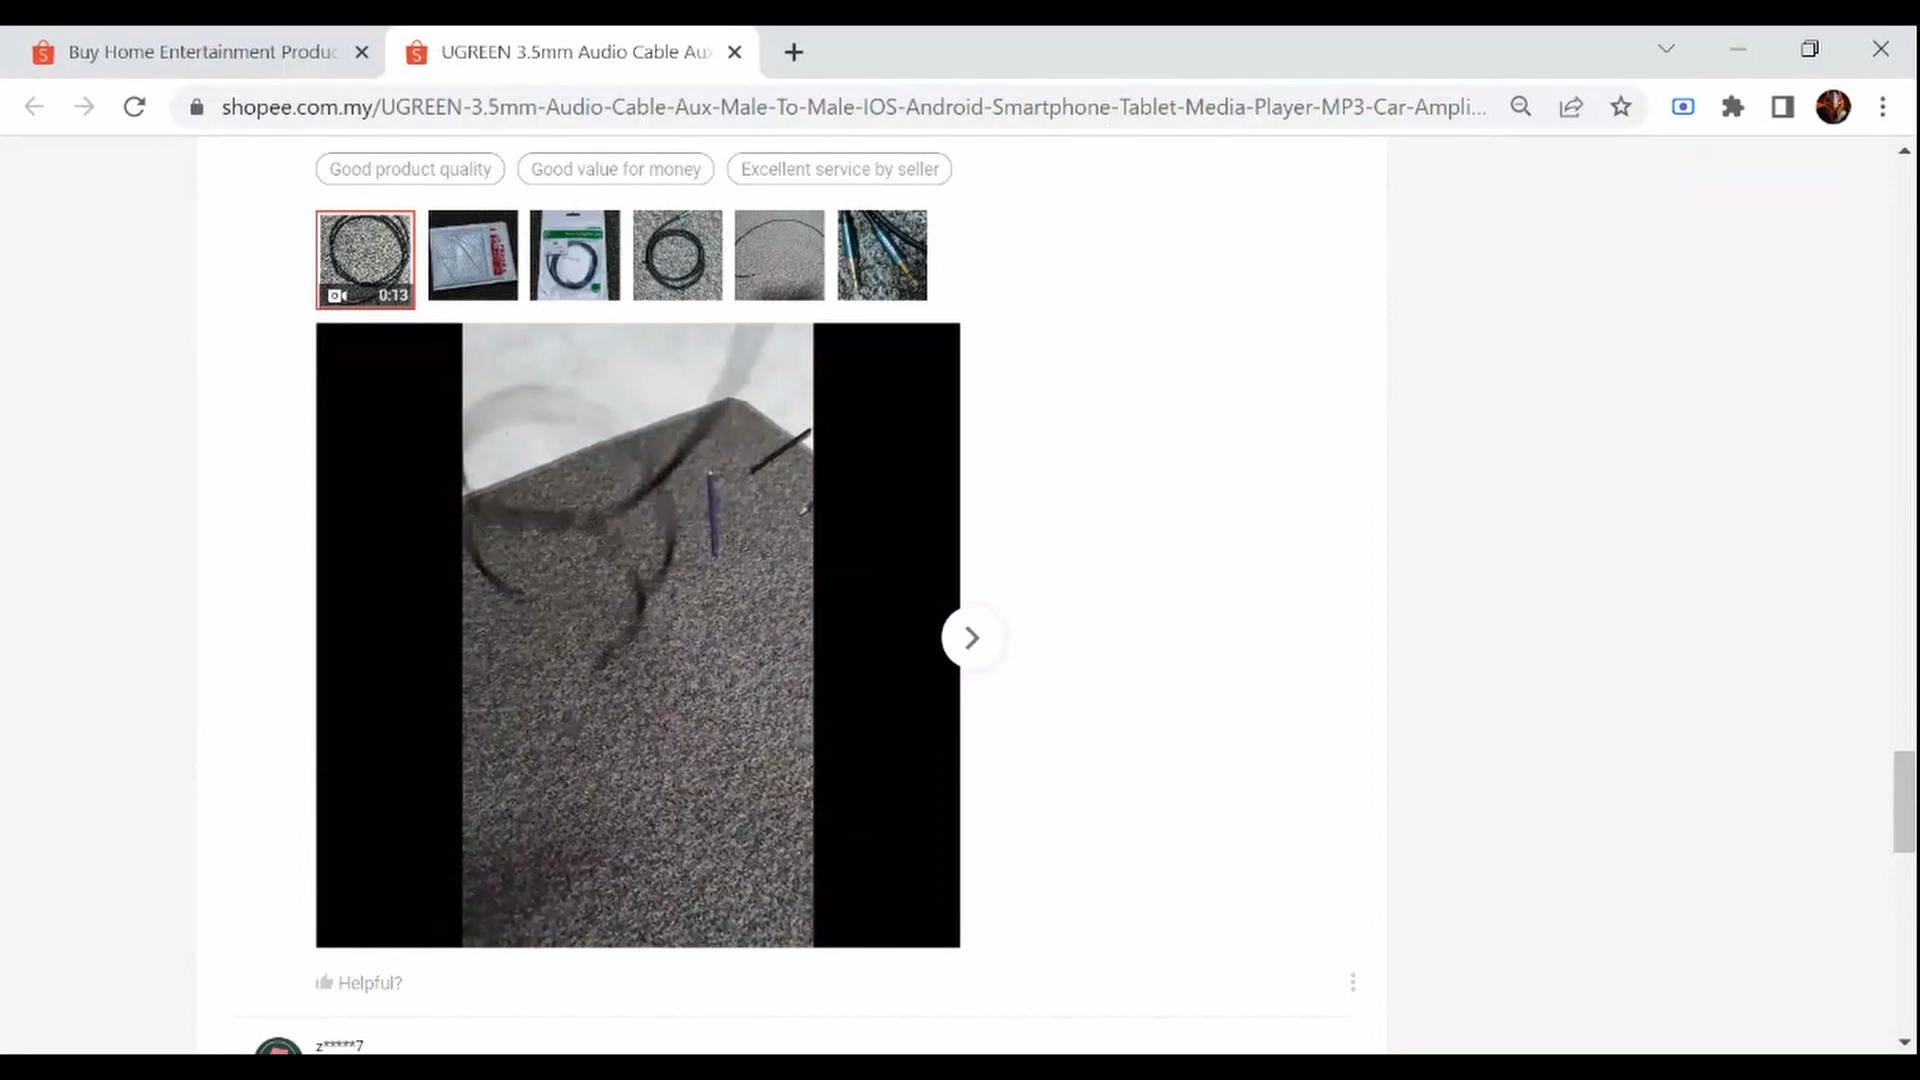 Buy Home Entertainment Produc
UGREEN 3.5mm Audio Cable Aux
shopee.com.my/UGREEN-3.5mm-Audio-Cable-Aux-Male-To-Male-IOS-Android-Smartphone-Tablet-Media-Player-MP3-Car-Ampli...
Good product quality
Good value for money
Excellent service by seller
0:13
Helpful?
z*****7